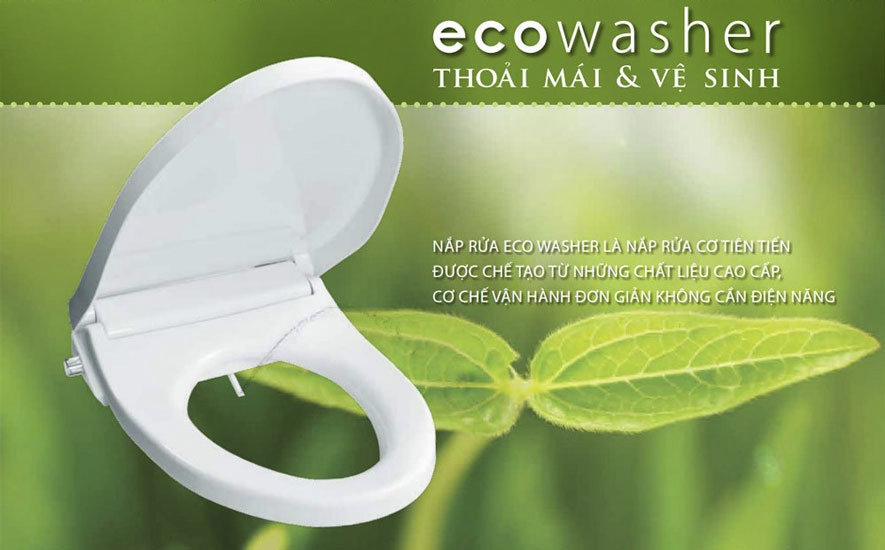 ecowasher
THOẢI MÁI & VỆ SINH
NẮP RỬA ECO WASHER LÀ NẮP RỬA CƠ TIÊN TIẾN
ĐƯỢC CHẾ TẠO TỪ NHỮNG CHẤT LIỆU CAO CẤP,
CƠ CHẾ VẬN HÀNH ĐƠN GIẢN KHÔNG CẦN ĐIỆN NĂNG